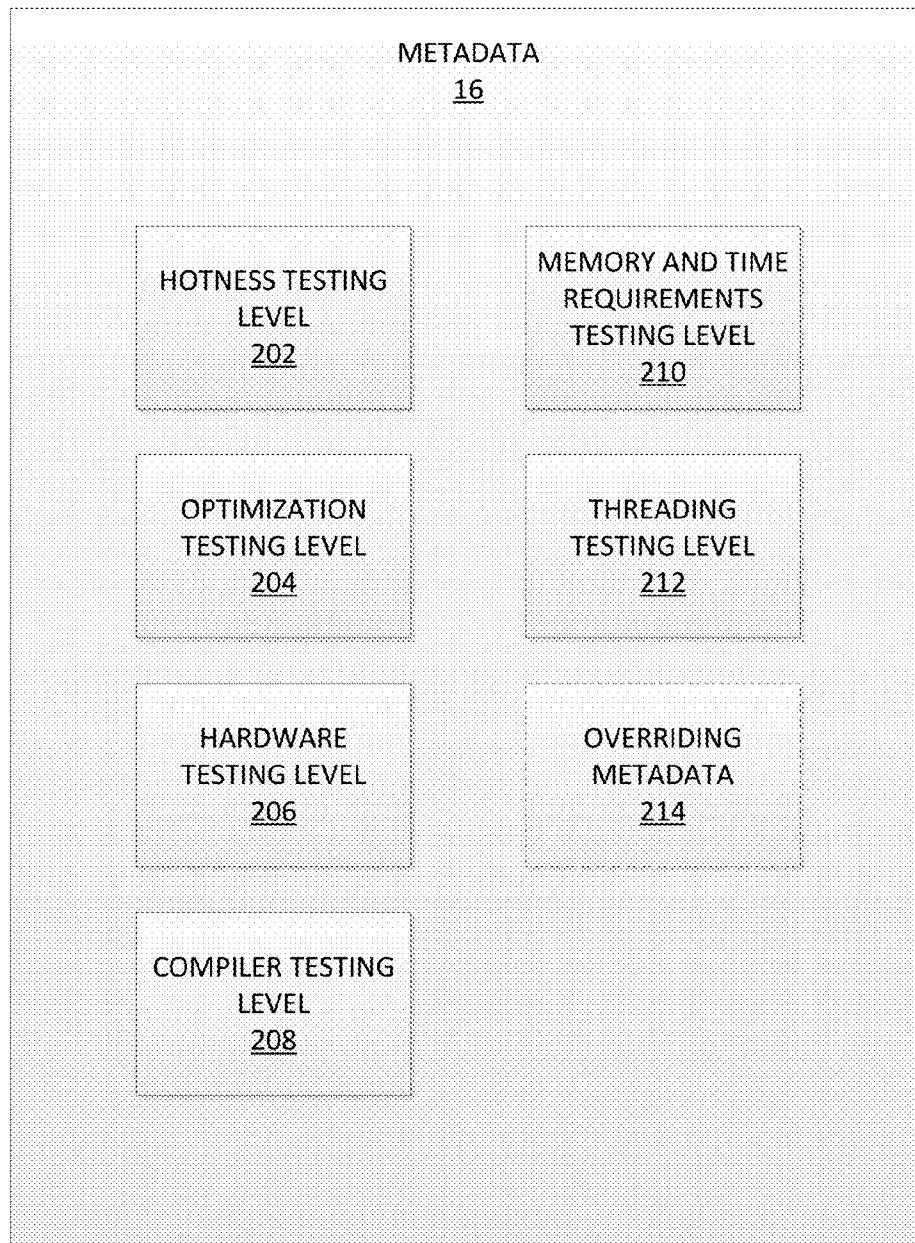 METADATA
16
HOTNESS TESTING
LEVEL
202
MEMORY AND TIME
REQUIREMENTS
TESTING LEVEL
210
OPTIMIZATION
TESTING LEVEL
204
THREADING
TESTING LEVEL
212
HARDWARE
TESTING LEVEL
206
OVERRIDING
METADATA
214
COMPILER TESTING
LEVEL
208